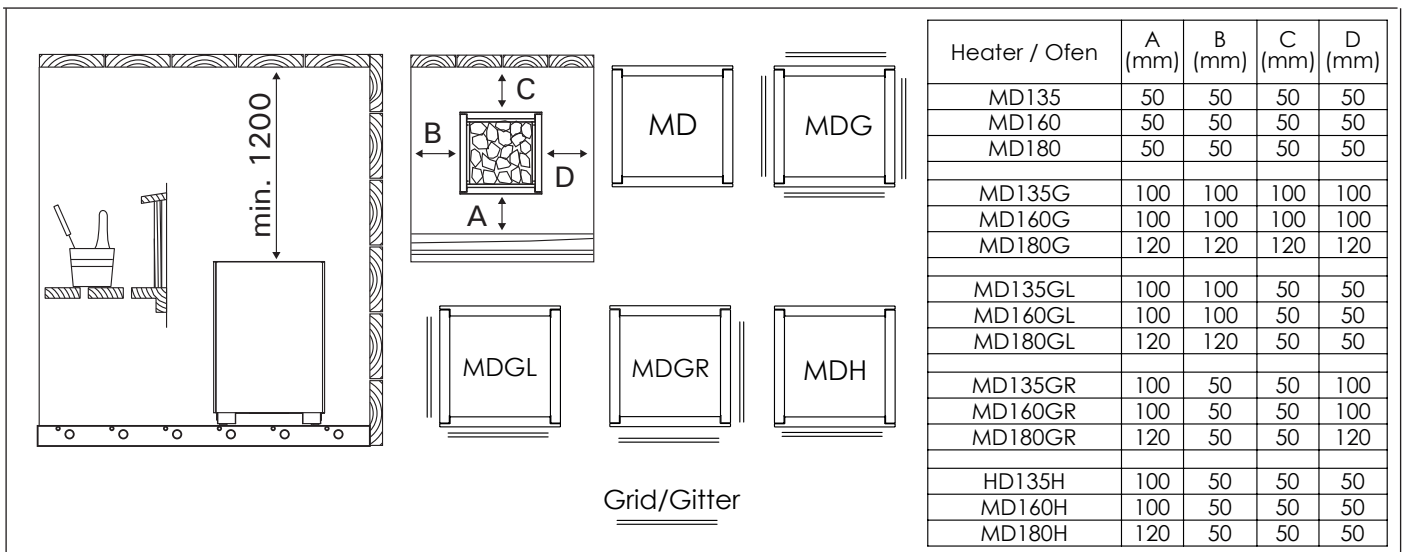 min. 1200
C
B
D
A
MD
MDG
MDGL
MDGR
MDH
Grid/Gitter
Heater / Ofen A (mm) B (mm) C (mm) D (mm)
MD135 50 50 50 50
MD160 50 50 50 50
MD180 50 50 50 50
MD135G 100 100 100 100
MD160G 100 100 100 100
MD180G 120 120 120 120
MD135GL 100 100 50 50
MD160GL 100 100 50 50
MD180GL 120 120 50 50
MD135GR 100 50 50 100
MD160GR 100 50 50 100
MD180GR 120 50 50 120
HD135H 100 50 50 50
MD160H 100 50 50 50
MD180H 120 50 50 50